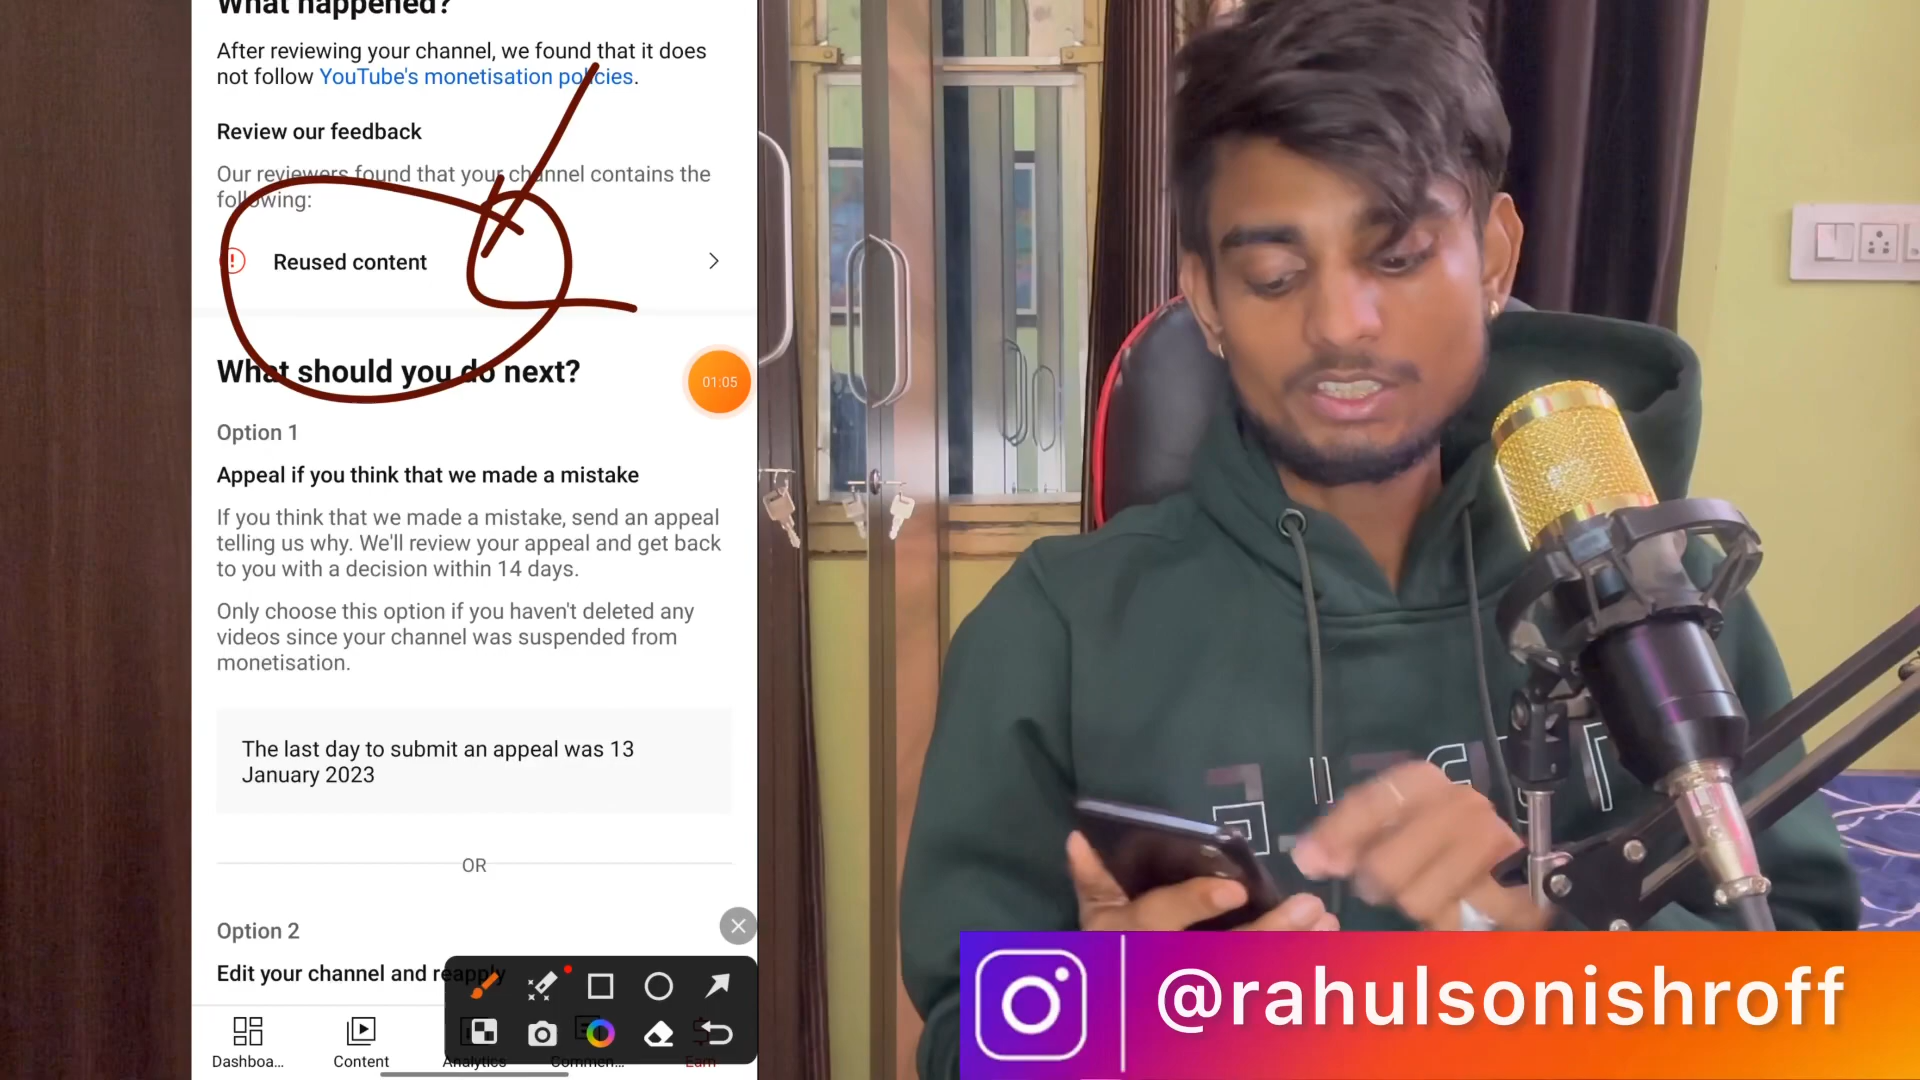 What happened?
After reviewing your channel, we found that it does
not follow YouTube's monetisation policies.
Review our feedback
Our reviewers found that your channel contains the
following:
Reused content
What should you do next?
01:05
Option 1
Appeal if you think that we made a mistake
If you think that we made a mistake, send an appeal
telling us why. We'll review your appeal and get back
to you with a decision within 14 days.
Only choose this option if you haven't deleted any
videos since your channel was suspended from
monetisation.
The last day to submit an appeal was 13
January 2023
OR
Option 2
Edit your channel and reapply
Dashboa...
Content
Analytics
Commen...
Earn
@rahulsonishroff